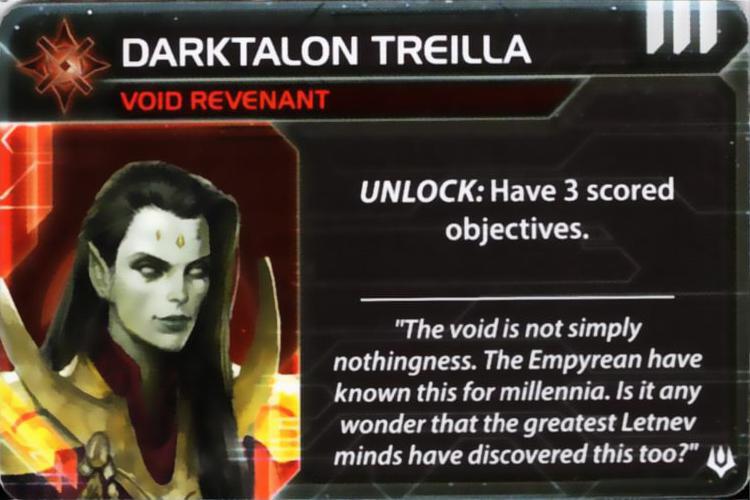 DARKTALON TREILLA
III
VOID REVENANT
UNLOCK: Have 3 scored
objectives.
"The void is not simply
nothingness. The Empyrean have
known this for millennia. Is it any
wonder that the greatest Letnev
minds have discovered this too?"